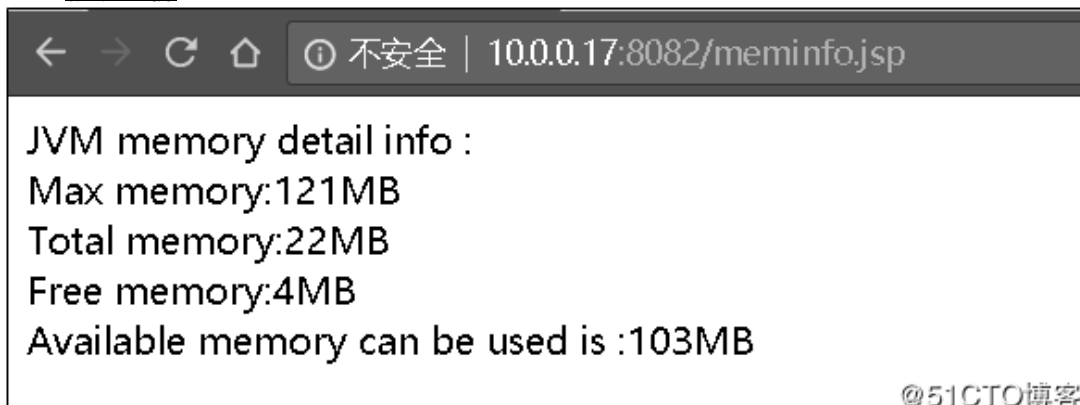 不安全 | 10.0.0.17:8082/meminfo.jsp
JVM memory detail info :
Max memory:121MB
Total memory:22MB
Free memory:4MB
Available memory can be used is :103MB
@51CTO博客